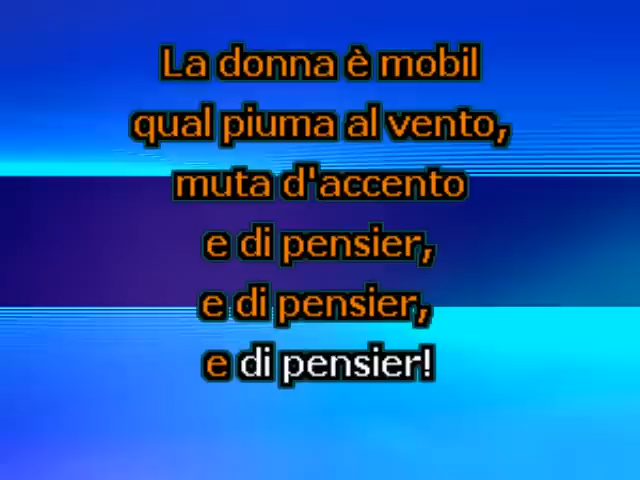 La donna è mobil
qual piuma al vento,
muta d'accento
e di pensier,
e di pensier,
e di pensier!